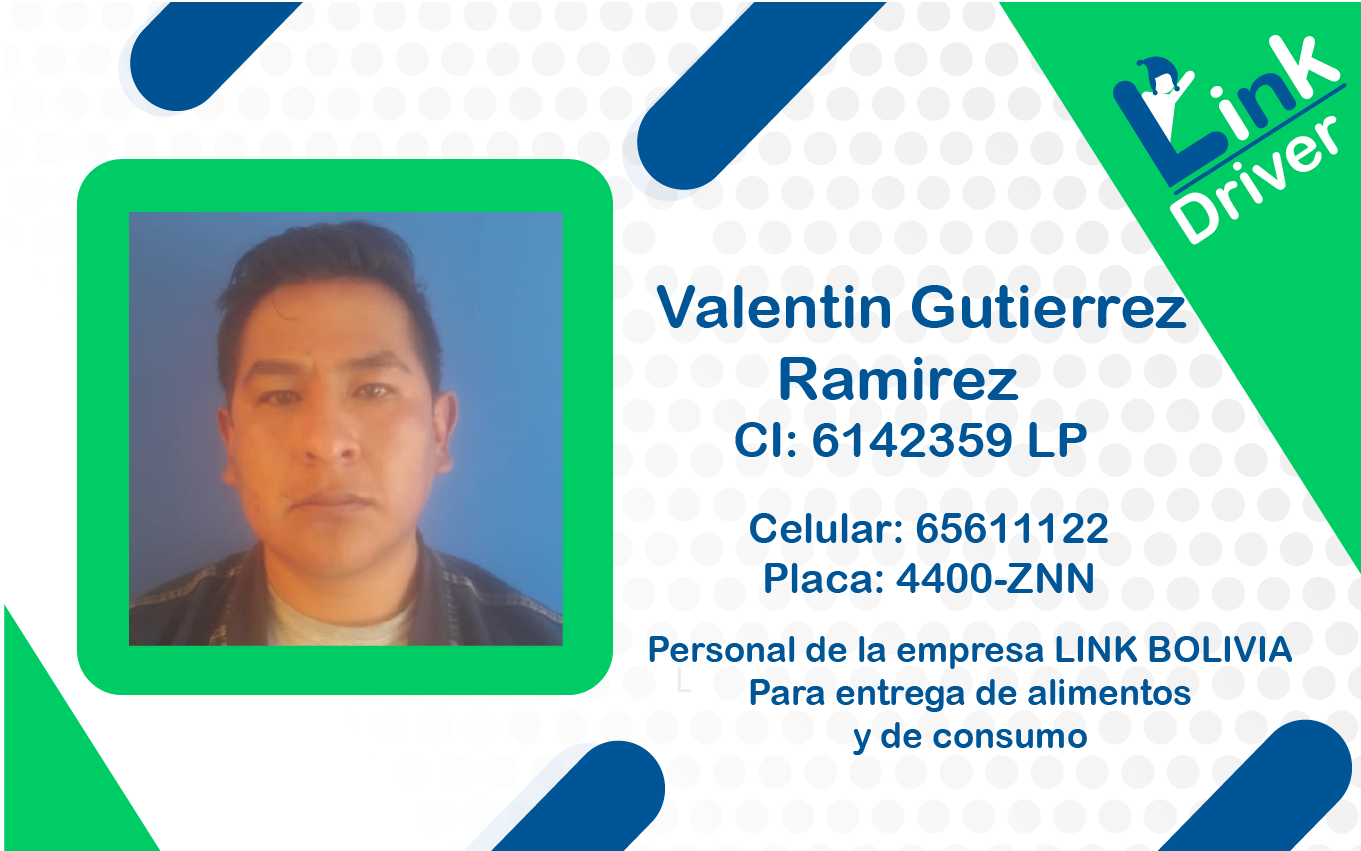 Link
Driver
Valentin Gutierrez
Ramirez
CI: 6142359 LP
Celular: 65611122
Placa: 4400-ZNN
Personal de la empresa LINK BOLIVIA
L
Para entrega de alimentos
y de consumo